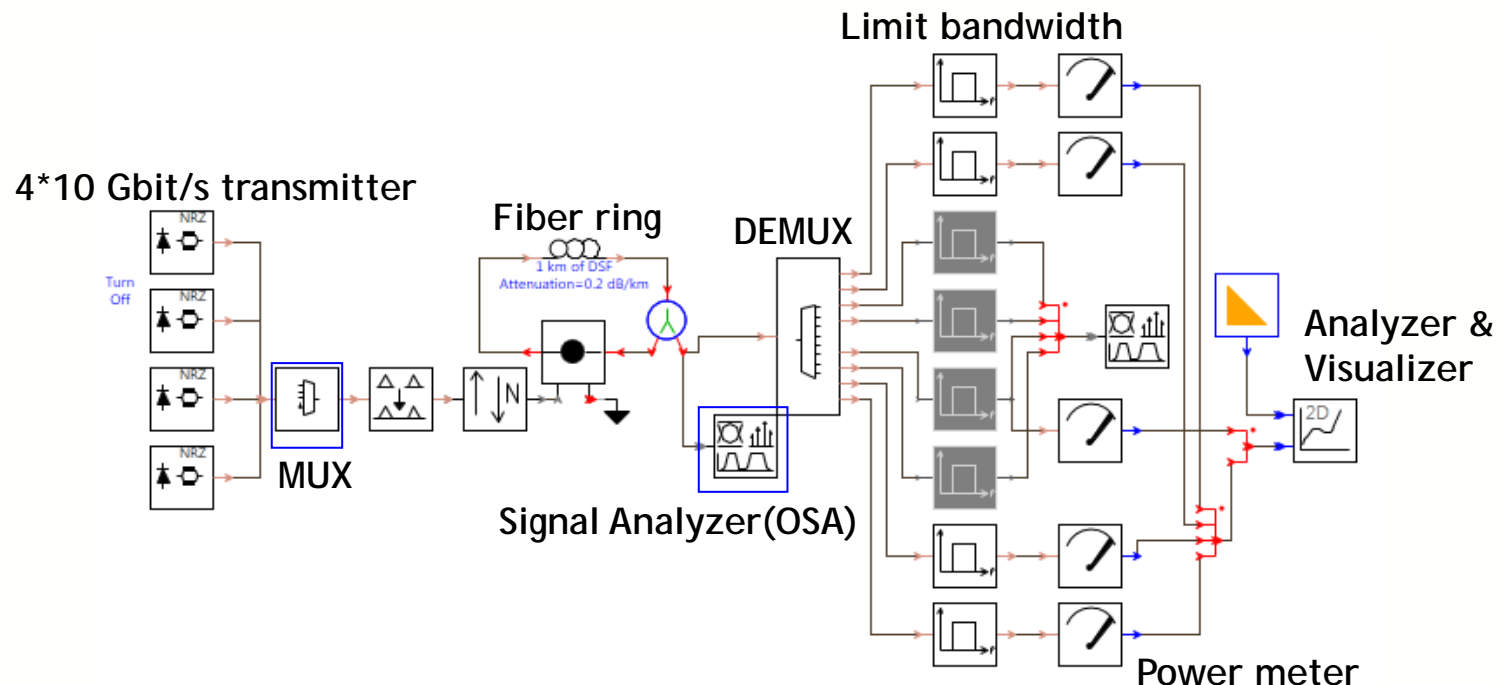 Limit bandwidth
4*10 Gbit/s transmitter
NRZ
Turn
Off
NRZ
NRZ
NRZ
MUX
N
Fiber ring
1 km of DSF
Attenuation=0.2 dB/km
Signal Analyzer(OSA)
DEMUX
f
f
f
f
f
f
f
f
*
*
*
Analyzer &
Visualizer
2D
Power meter